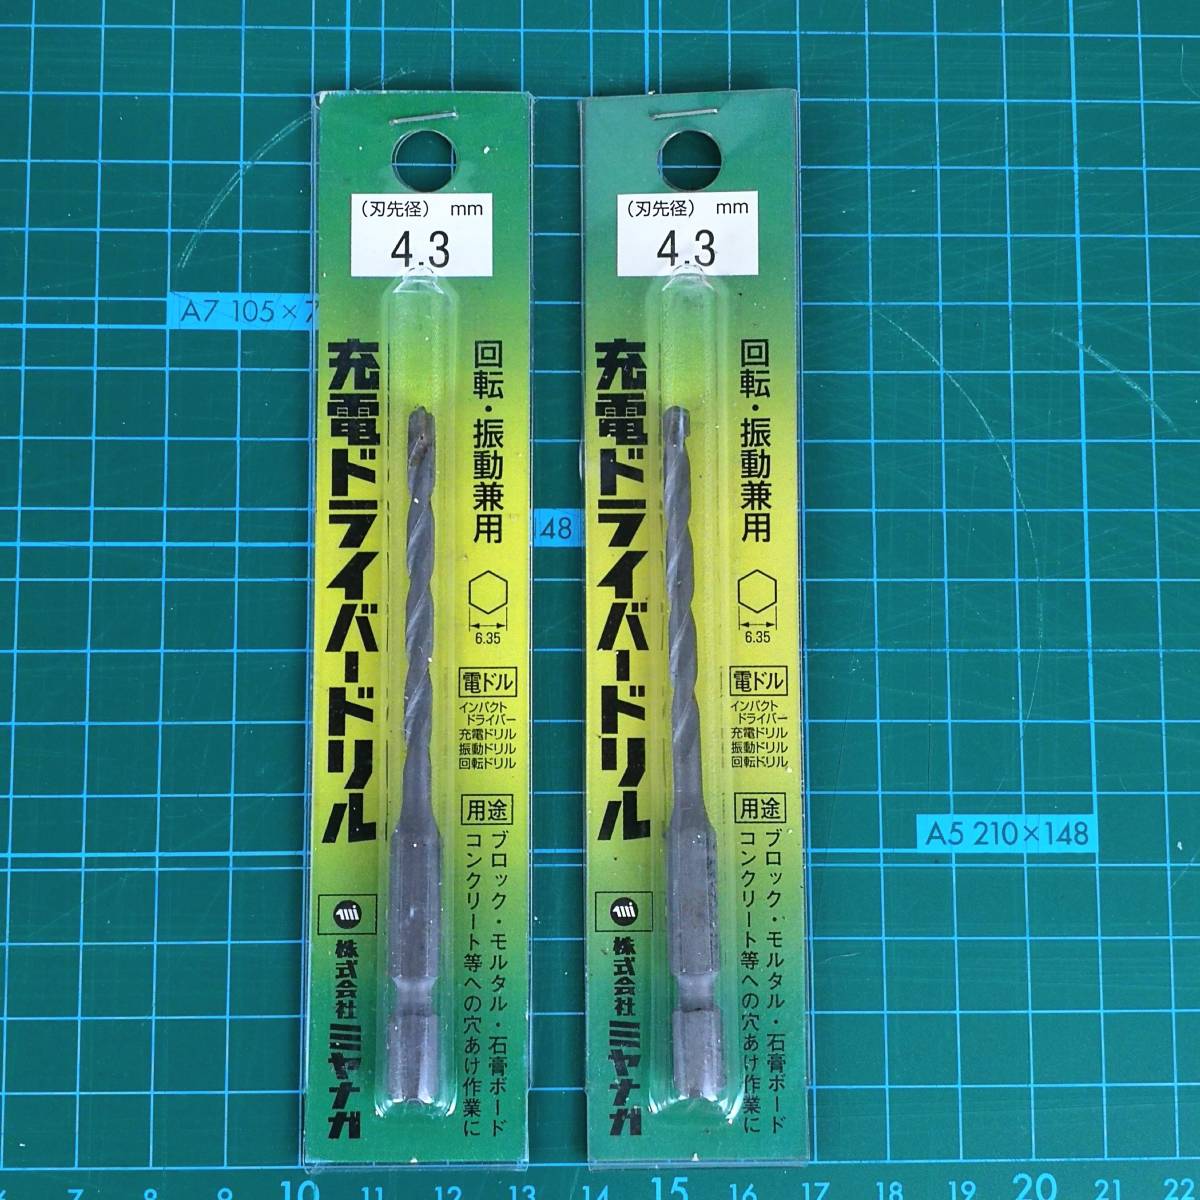 (刃先径) mm
4.3
充電ドライバードリル
回転・振動兼用
6.35
電ドル
インパクト
ドライバー
充電ドリル
振動ドリル
回転ドリル
用途
ブロック・モルタル・石膏ボード
コンクリート等への穴あけ作業に
株式会社ミヤナガ
(刃先径) mm
4.3
充電ドライバードリル
回転・振動兼用
6.35
電ドル
インパクト
ドライバー
充電ドリル
振動ドリル
回転ドリル
用途
ブロック・モルタル・石膏ボード
コンクリート等への穴あけ作業に
株式会社ミヤナガ
A7 105×7
48
A5 210×148
7 8 9 10 11 12 13 14 15 16 17 18 19 20 21 22